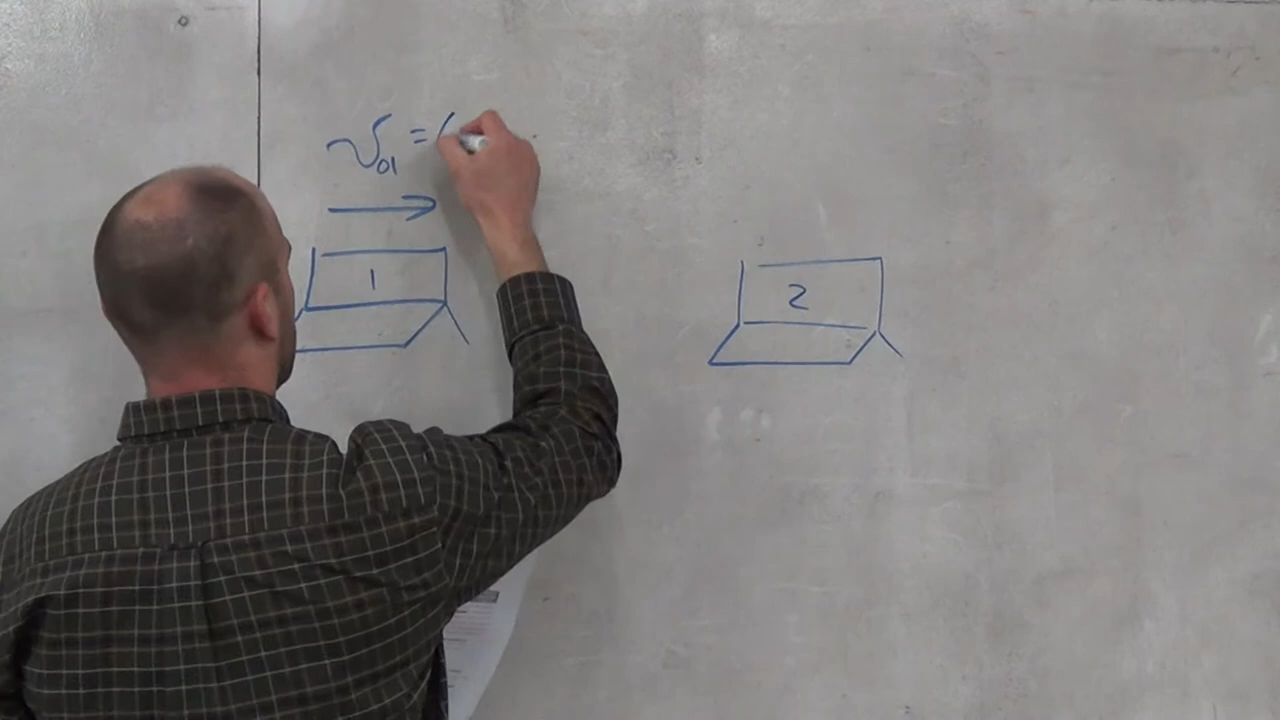 v₀₁ = (
1
2